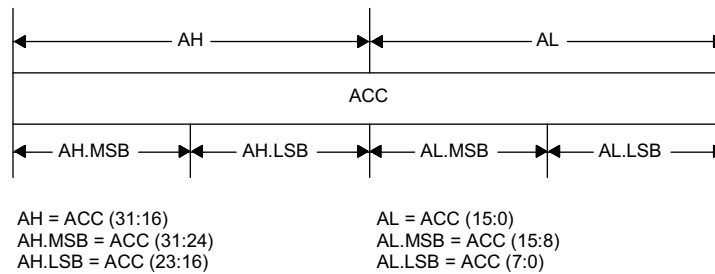 AH AL
ACC
AH.MSB AH.LSB AL.MSB AL.LSB
AH = ACC (31:16)
AH.MSB = ACC (31:24)
AH.LSB = ACC (23:16)
AL = ACC (15:0)
AL.MSB = ACC (15:8)
AL.LSB = ACC (7:0)